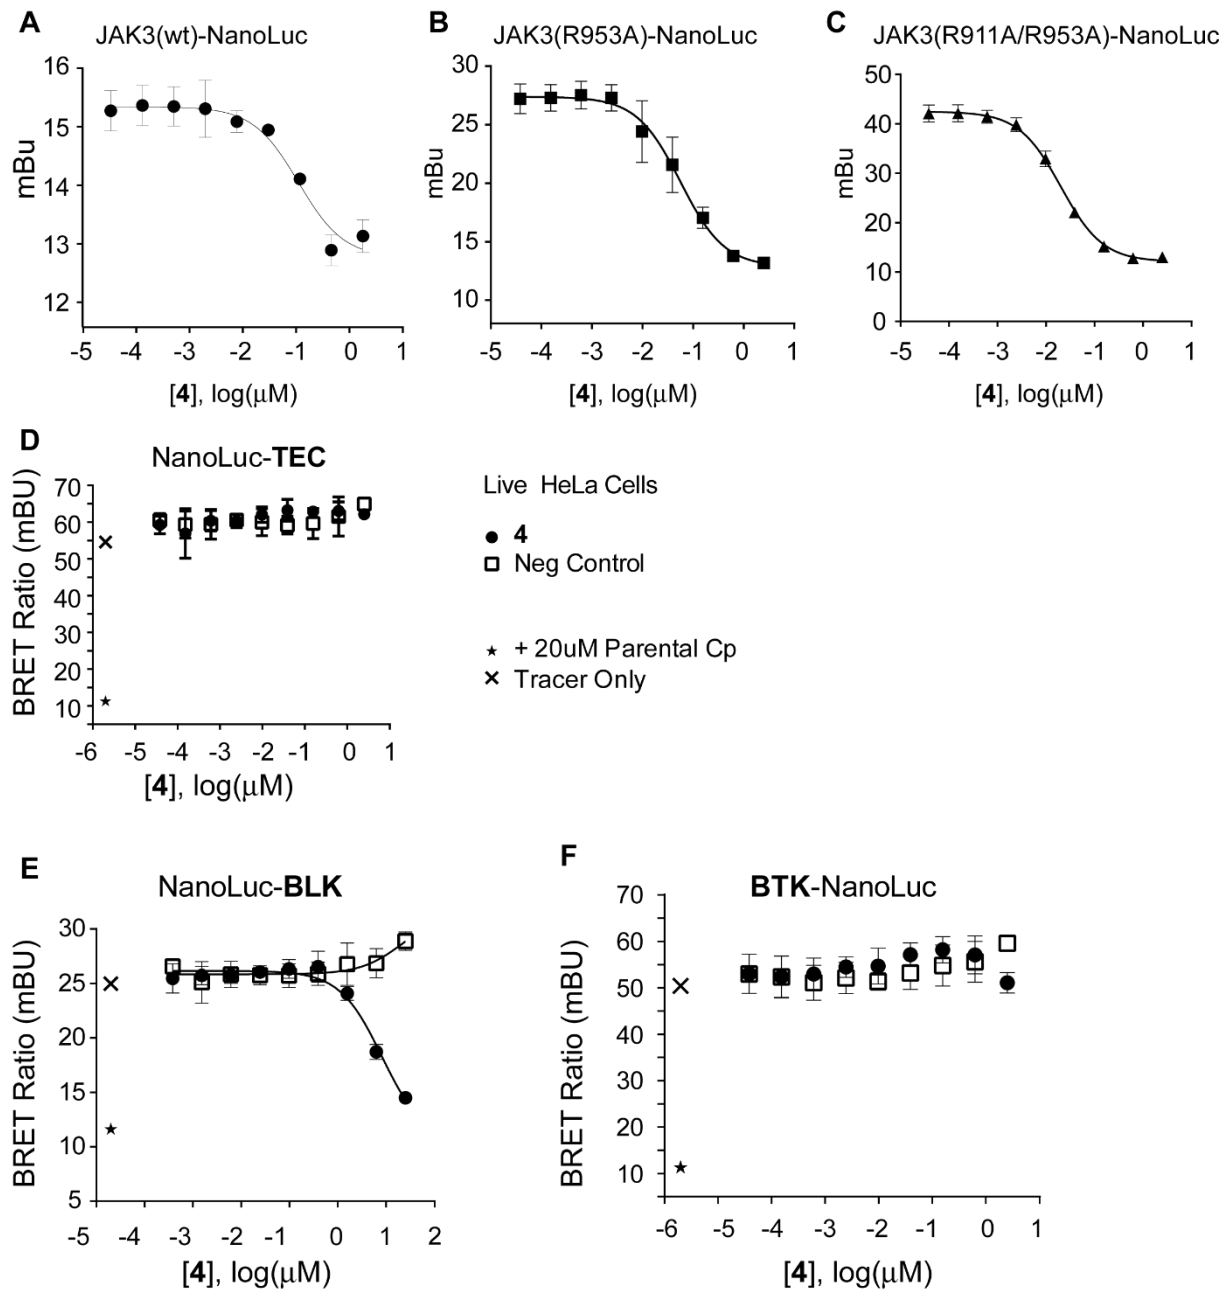 A
JAK3(wt)-NanoLuc
16
15
14
13
12
mBu
-5 -4 -3 -2 -1 0 1
[4], log(μM)
B
JAK3(R953A)-NanoLuc
30
25
20
15
10
mBu
-5 -4 -3 -2 -1 0 1
[4], log(μM)
C
JAK3(R911A/R953A)-NanoLuc
50
40
30
20
10
0
mBu
-5 -4 -3 -2 -1 0 1
[4], log(μM)
D
NanoLuc-TEC
70
60
50
40
30
20
10
BRET Ratio (mBU)
-6 -5 -4 -3 -2 -1 0 1
[4], log(μM)
Live HeLa Cells
4
Neg Control
+ 20uM Parental Cp
Tracer Only
E
NanoLuc-BLK
30
25
20
15
10
5
BRET Ratio (mBU)
-5 -4 -3 -2 -1 0 1 2
[4], log(μM)
F
BTK-NanoLuc
70
60
50
40
30
20
10
BRET Ratio (mBU)
-6 -5 -4 -3 -2 -1 0 1
[4], log(μM)